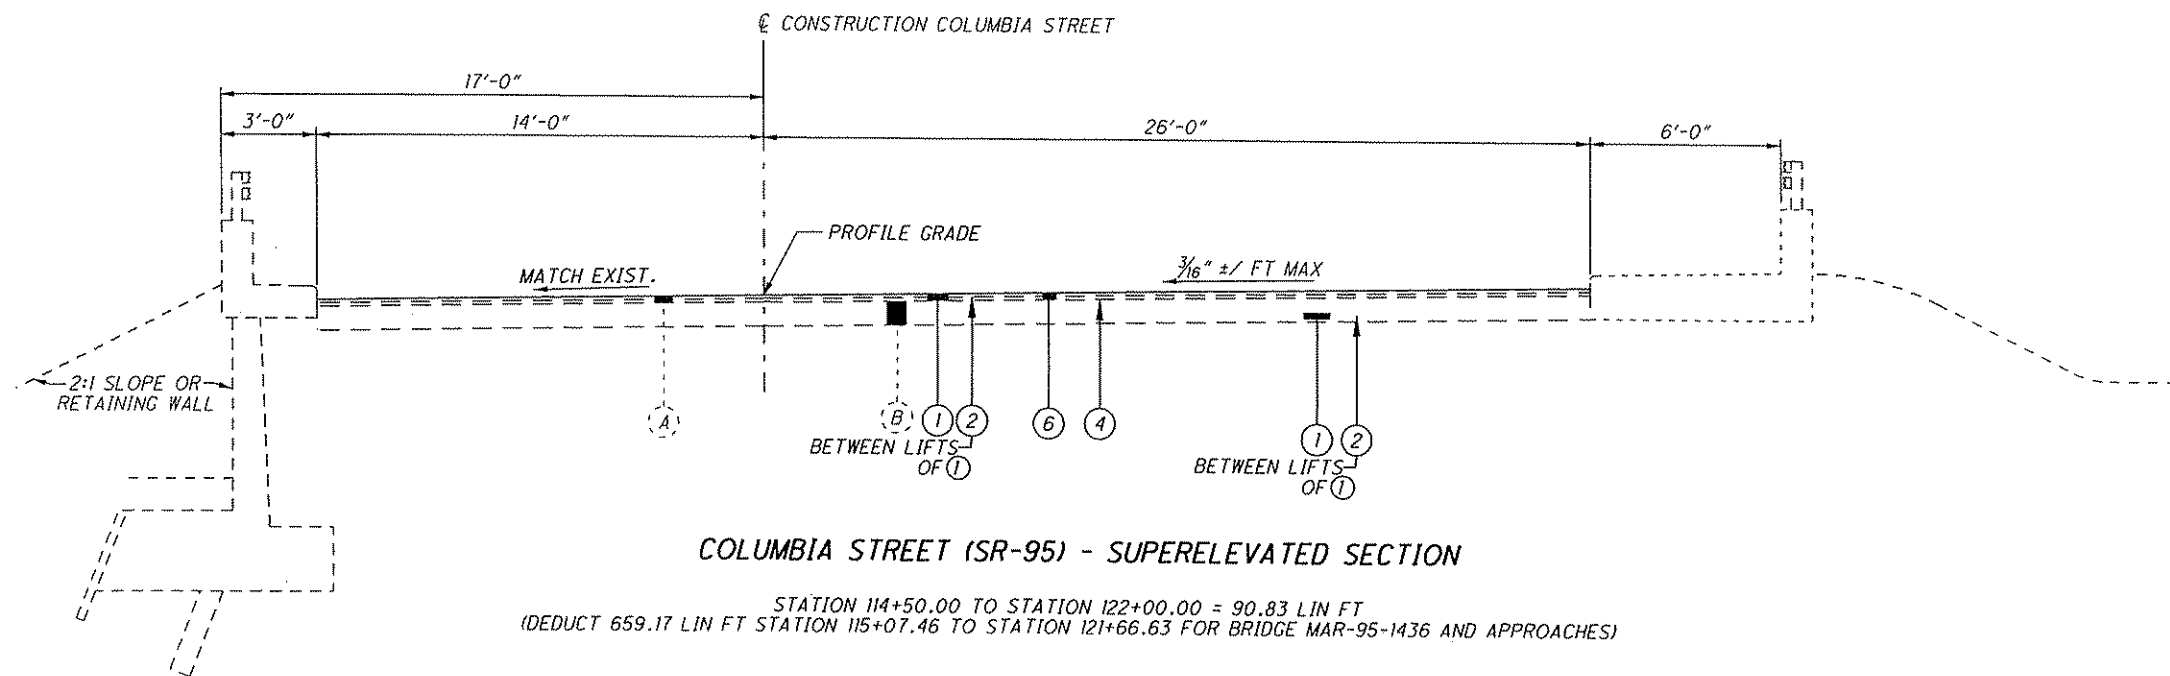 ℄ CONSTRUCTION COLUMBIA STREET
17'-0"
3'-0"
14'-0"
26'-0"
6'-0"
PROFILE GRADE
MATCH EXIST.
3/16" ±/ FT MAX
2:1 SLOPE OR
RETAINING WALL
A
B
1
2
6
4
1
2
BETWEEN LIFTS
OF 1
BETWEEN LIFTS
OF 1
COLUMBIA STREET (SR-95) - SUPERELEVATED SECTION
STATION 114+50.00 TO STATION 122+00.00 = 90.83 LIN FT
(DEDUCT 659.17 LIN FT STATION 115+07.46 TO STATION 121+66.63 FOR BRIDGE MAR-95-1436 AND APPROACHES)